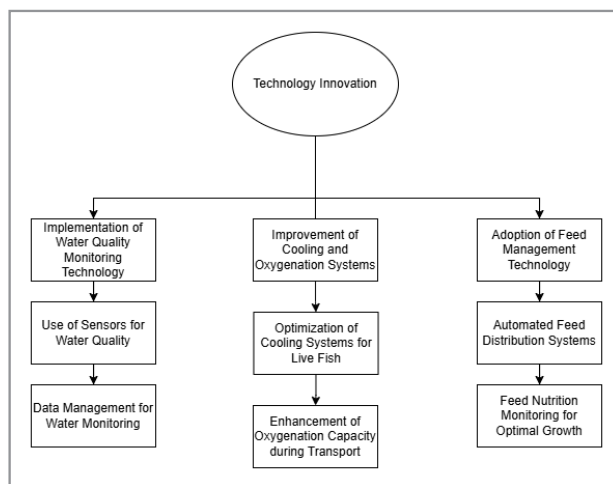 Technology Innovation
Implementation of
Water Quality
Monitoring
Technology
Improvement of
Cooling and
Oxygenation Systems
Adoption of Feed
Management
Technology
Use of Sensors for
Water Quality
Optimization of
Cooling Systems for
Live Fish
Automated Feed
Distribution Systems
Data Management for
Water Monitoring
Enhancement of
Oxygenation Capacity
during Transport
Feed Nutrition
Monitoring for
Optimal Growth